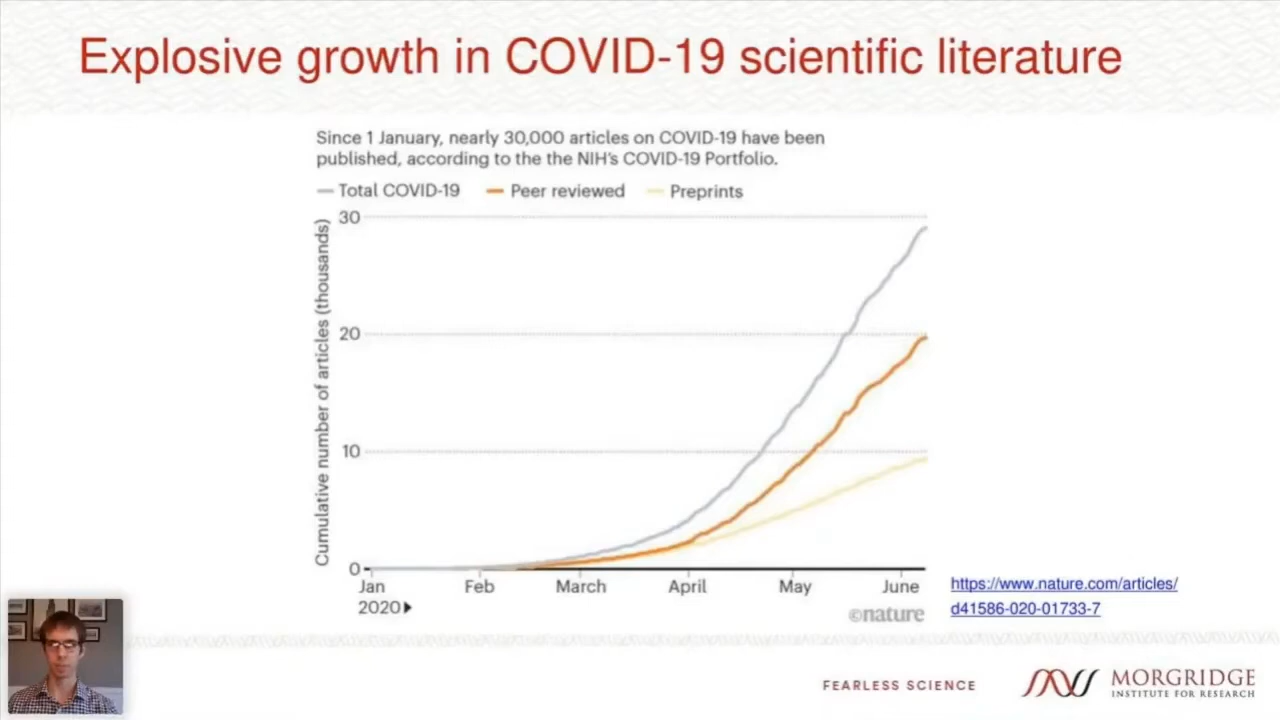 Explosive growth in COVID-19 scientific literature
Since 1 January, nearly 30,000 articles on COVID-19 have been
published, according to the the NIH's COVID-19 Portfolio.
Total COVID-19 Peer reviewed Preprints
Cumulative number of articles (thousands)
30
20
10
0
Jan Feb March April May June
2020
©nature
https://www.nature.com/articles/
d41586-020-01733-7
FEARLESS SCIENCE
MORGRIDGE
INSTITUTE FOR RESEARCH